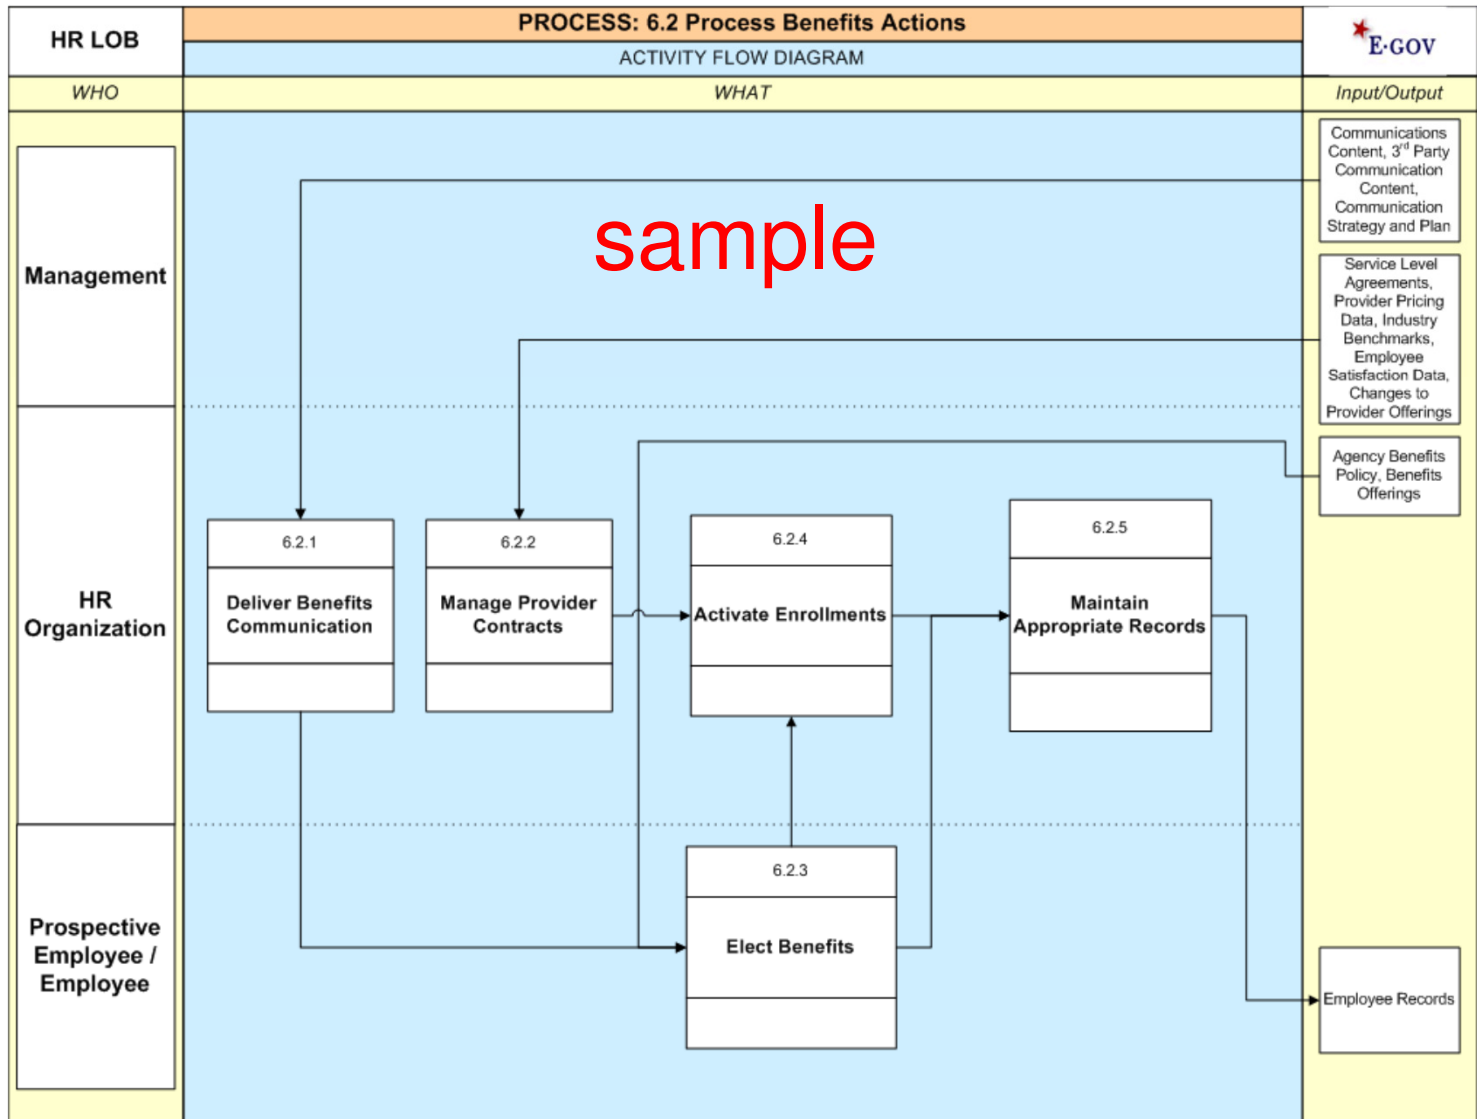 HR LOB
PROCESS: 6.2 Process Benefits Actions
ACTIVITY FLOW DIAGRAM
E-GOV
WHO
WHAT
Input/Output
Communications
Content, 3rd Party
Communication
Content,
Communication
Strategy and Plan
sample
Management
Service Level
Agreements,
Provider Pricing
Data, Industry
Benchmarks,
Employee
Satisfaction Data,
Changes to
Provider Offerings
Agency Benefits
Policy, Benefits
Offerings
HR
Organization
6.2.1
Deliver Benefits
Communication
6.2.2
Manage Provider
Contracts
6.2.4
Activate Enrollments
6.2.5
Maintain
Appropriate Records
Prospective
Employee /
Employee
6.2.3
Elect Benefits
Employee Records